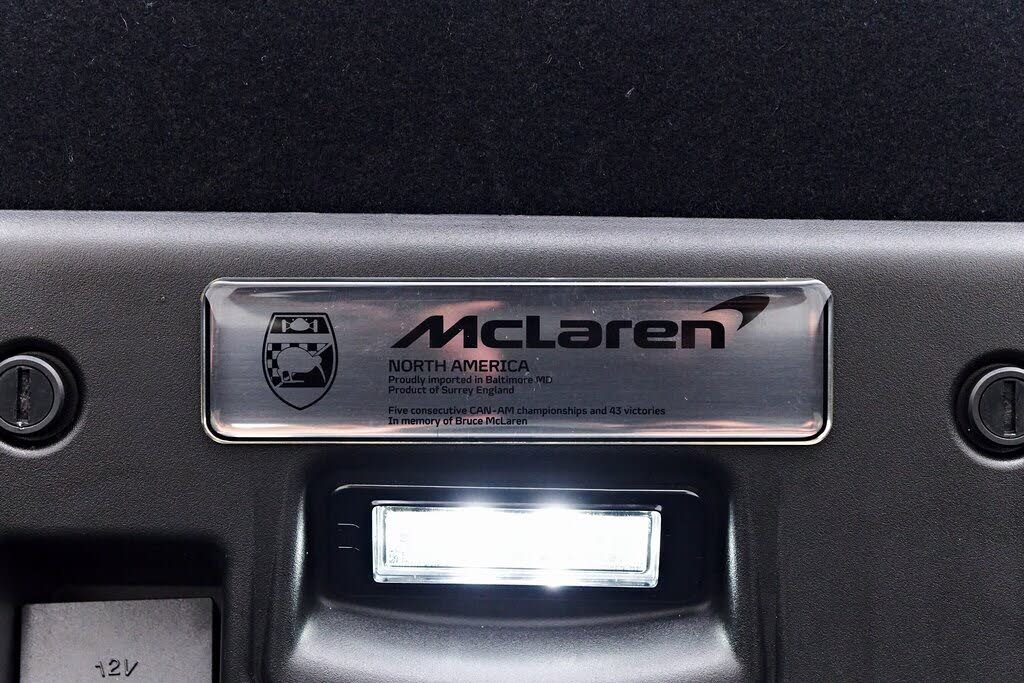 McLaren
NORTH AMERICA
Proudly imported in Baltimore MD
Product of Surrey England
Five consecutive CAN-AM championships and 43 victories
In memory of Bruce McLaren
12V